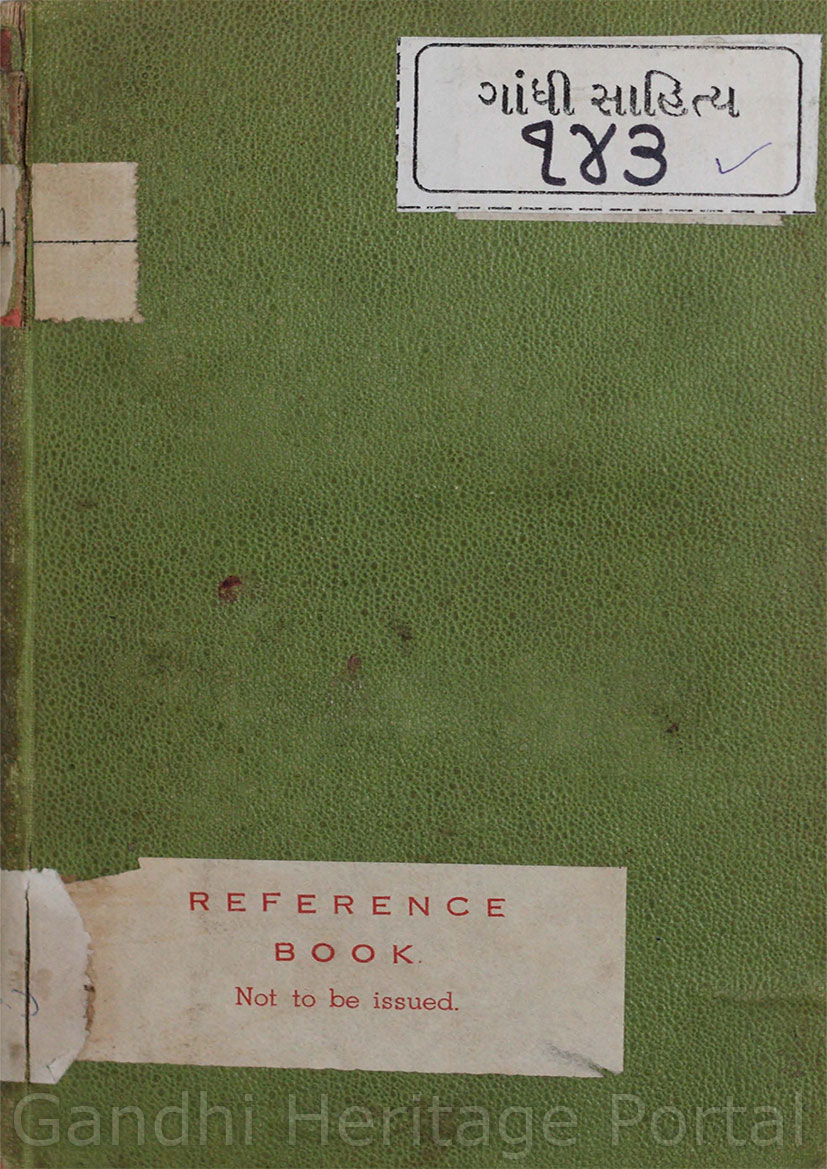 ગાંધી સાહિત્ય
૧૪૩
REFERENCE
BOOK.
Not to be issued.
Gandhi Heritage Portal